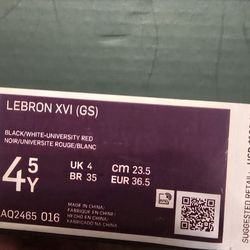 LEBRON XVI (GS)
BLACK/WHITE-UNIVERSITY RED
NOIR/UNIVERSITE ROUGE/BLANC
4.5Y
UK 4
cm 23.5
BR 35
EUR 36.5
AQ2465 016
MADE IN CHINA/
FABRIQUÉ EN CHINE/
HECHO EN CHINA/
FABRICADO NA CHINA
SUGGESTED RETAIL